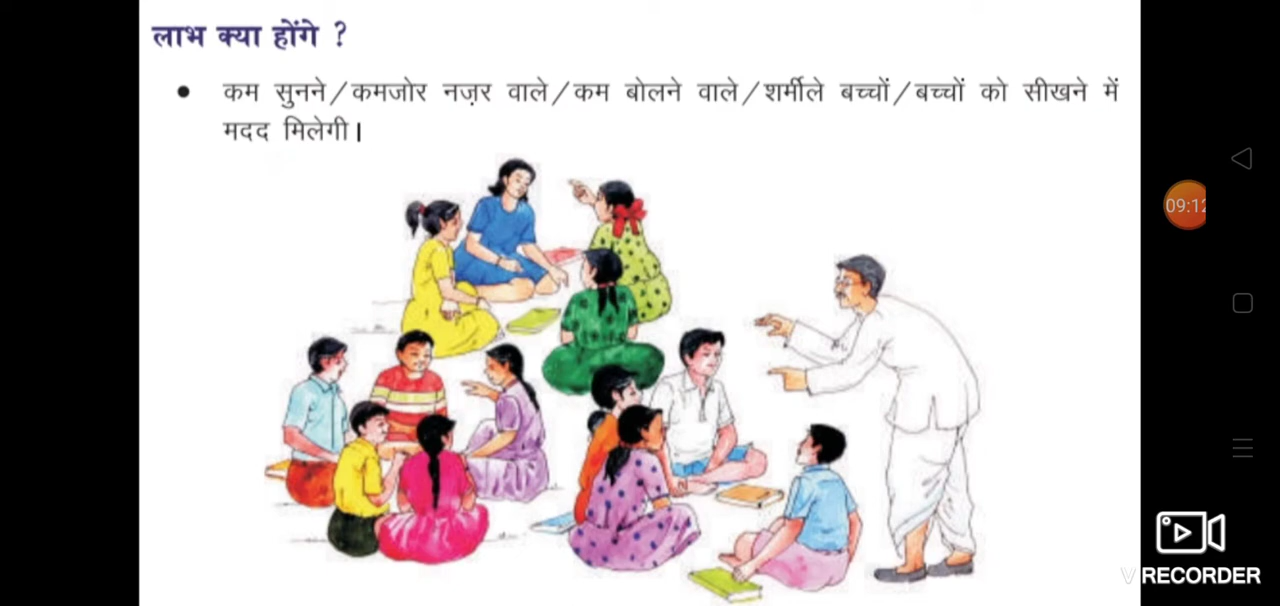 लाभ क्या होंगे ?
• कम सुनने/कमजोर नज़र वाले/कम बोलने वाले/शर्मीले बच्चों/बच्चों को सीखने में
मदद मिलेगी।
09:12
V RECORDER